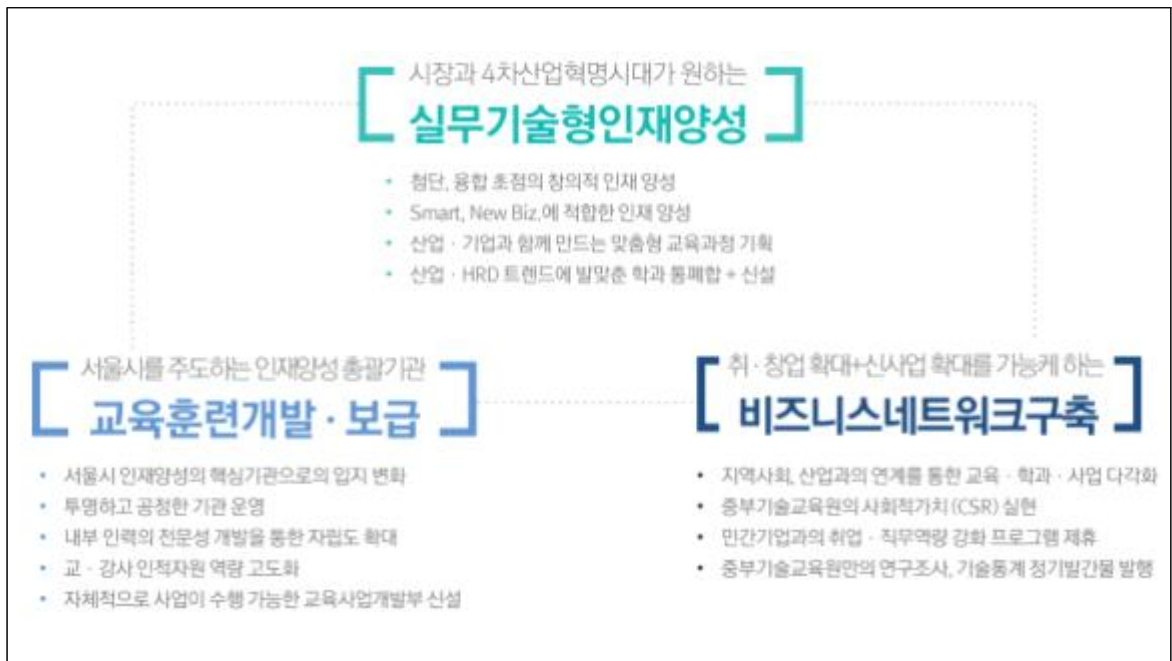 시장과 4차산업혁명시대가 원하는
실무기술형인재양성
• 첨단, 융합 초점의 창의적 인재 양성
• Smart, New Biz.에 적합한 인재 양성
• 산업 · 기업과 함께 만드는 맞춤형 교육과정 기획
• 산업 · HRD 트렌드에 발맞춘 학과 통폐합 + 신설
서울시를 주도하는 인재양성 총괄기관
교육훈련개발 · 보급
• 서울시 인재양성의 핵심기관으로의 입지 변화
• 투명하고 공정한 기관 운영
• 내부 인력의 전문성 개발을 통한 자립도 확대
• 교 · 강사 인적자원 역량 고도화
• 자체적으로 사업이 수행 가능한 교육사업개발부 신설
취 · 창업 확대+신사업 확대를 가능케 하는
비즈니스네트워크구축
• 지역사회, 산업과의 연계를 통한 교육 · 학과 · 사업 다각화
• 중부기술교육원의 사회적가치(CSR) 실현
• 민간기업과의 취업 · 직무역량 강화 프로그램 제휴
• 중부기술교육원만의 연구조사, 기술통계 정기발간물 발행